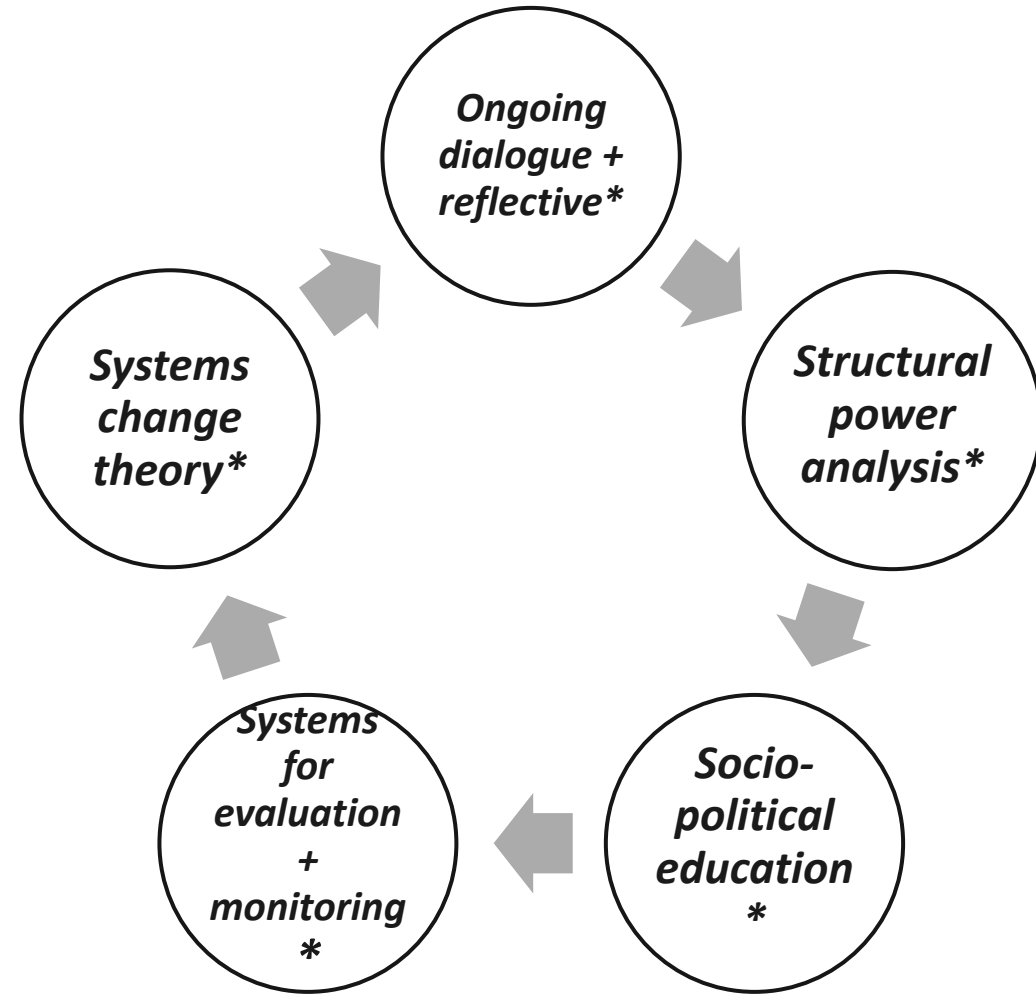 Ongoing
dialogue +
reflective*
Structural
power
analysis*
Socio-
political
education
*
Systems
for
evaluation
+
monitoring
*
Systems
change
theory*